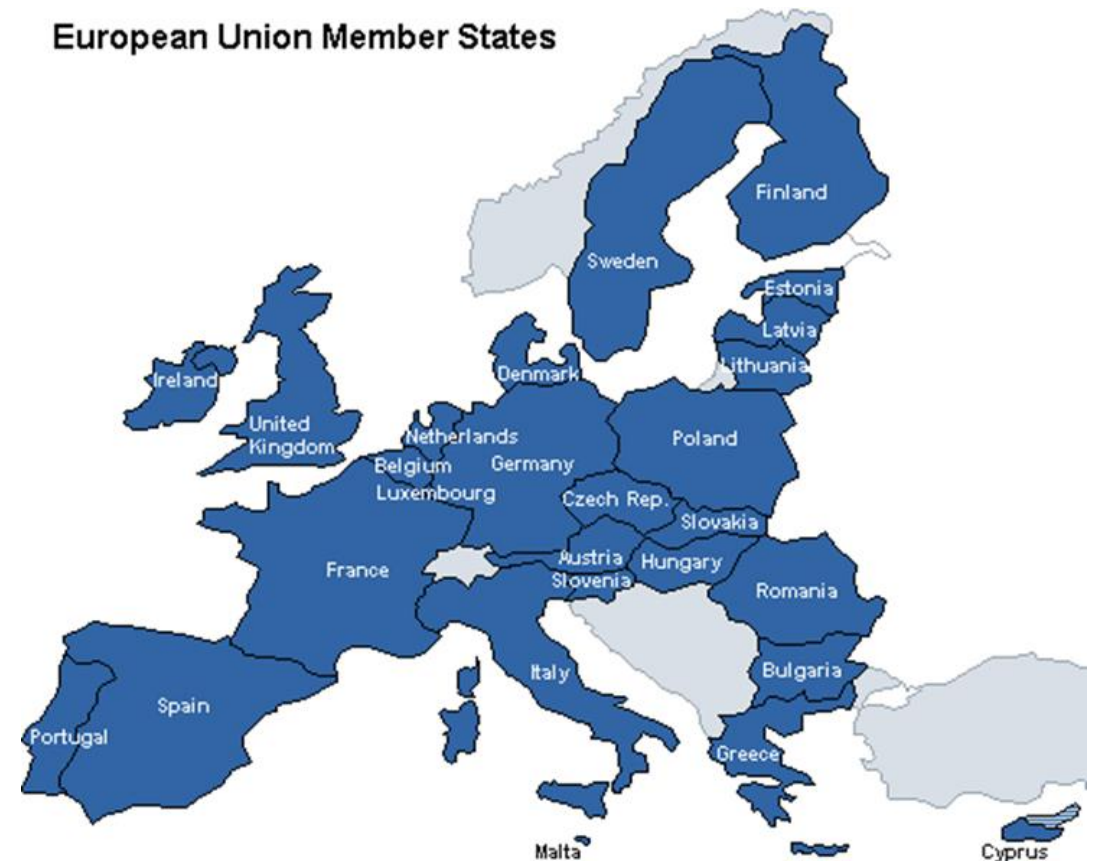 European Union Member States
Finland
Sweden
Estonia
Latvia
Lithuania
Denmark
Ireland
United
Kingdom
Netherlands
Poland
Belgium
Germany
Luxembourg
Czech Rep.
Slovakia
Austria
Hungary
France
Slovenia
Romania
Italy
Bulgaria
Spain
Portugal
Greece
Malta
Cyprus